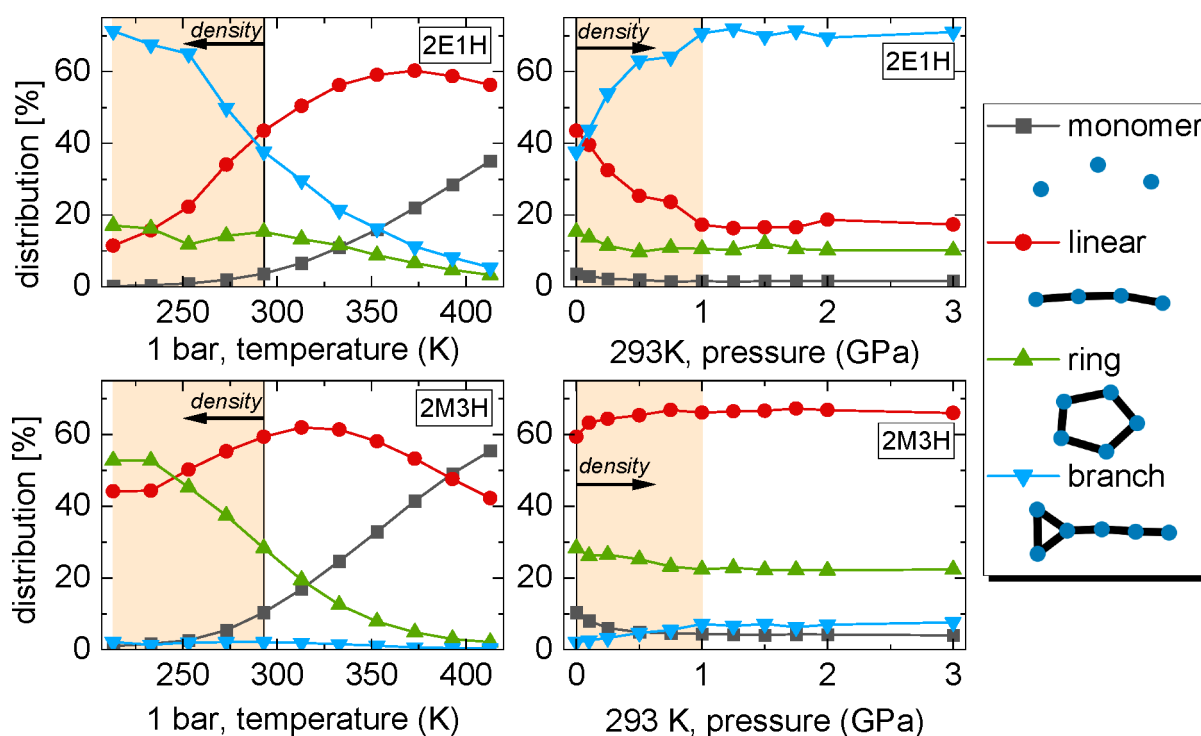 density
2E1H
60
40
20
0
distribution [%]
250 300 350 400
1 bar, temperature (K)
density
2E1H
0 1 2 3
293K, pressure (GPa)
density
2M3H
60
40
20
0
distribution [%]
250 300 350 400
1 bar, temperature (K)
density
2M3H
0 1 2 3
293 K, pressure (GPa)
monomer
linear
ring
branch